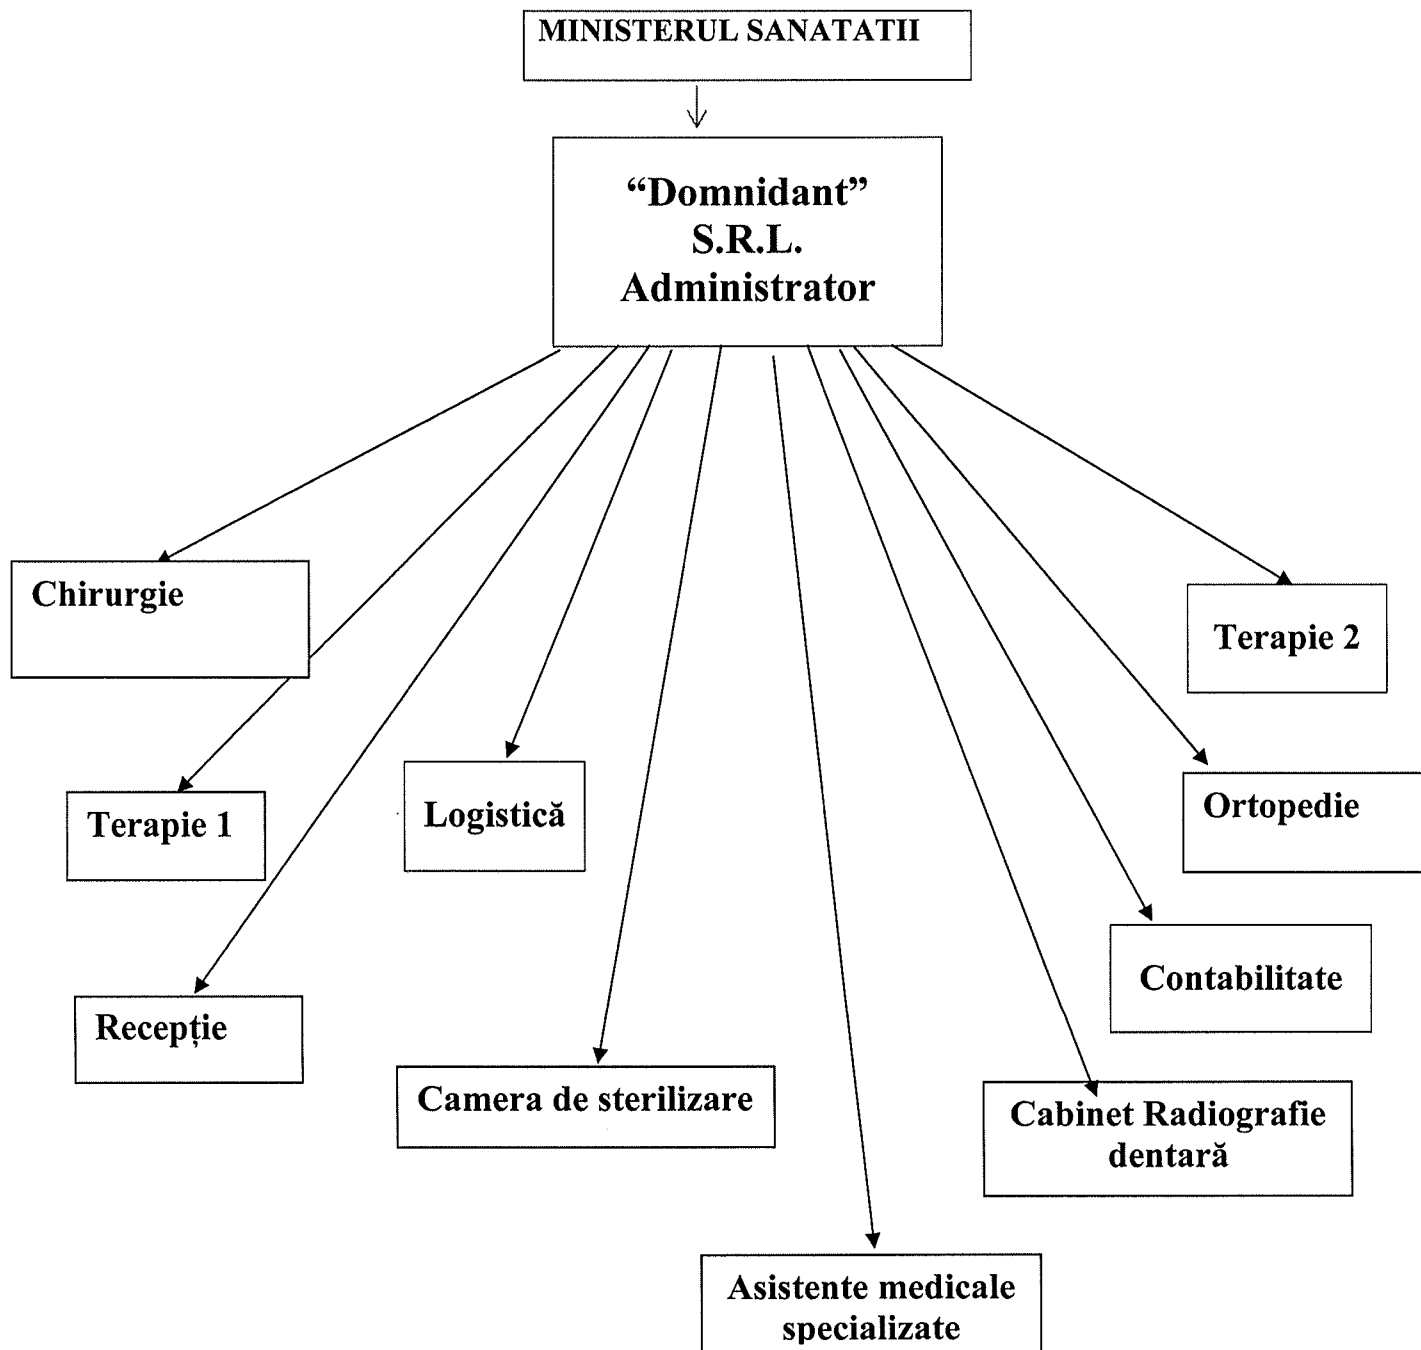 MINISTERUL SANATATII
“Domnidant”
S.R.L.
Administrator
Chirurgie
Terapie 2
Terapie 1
Logistică
Ortopedie
Contabilitate
Recepție
Camera de sterilizare
Cabinet Radiografie
dentară
Asistente medicale
specializate